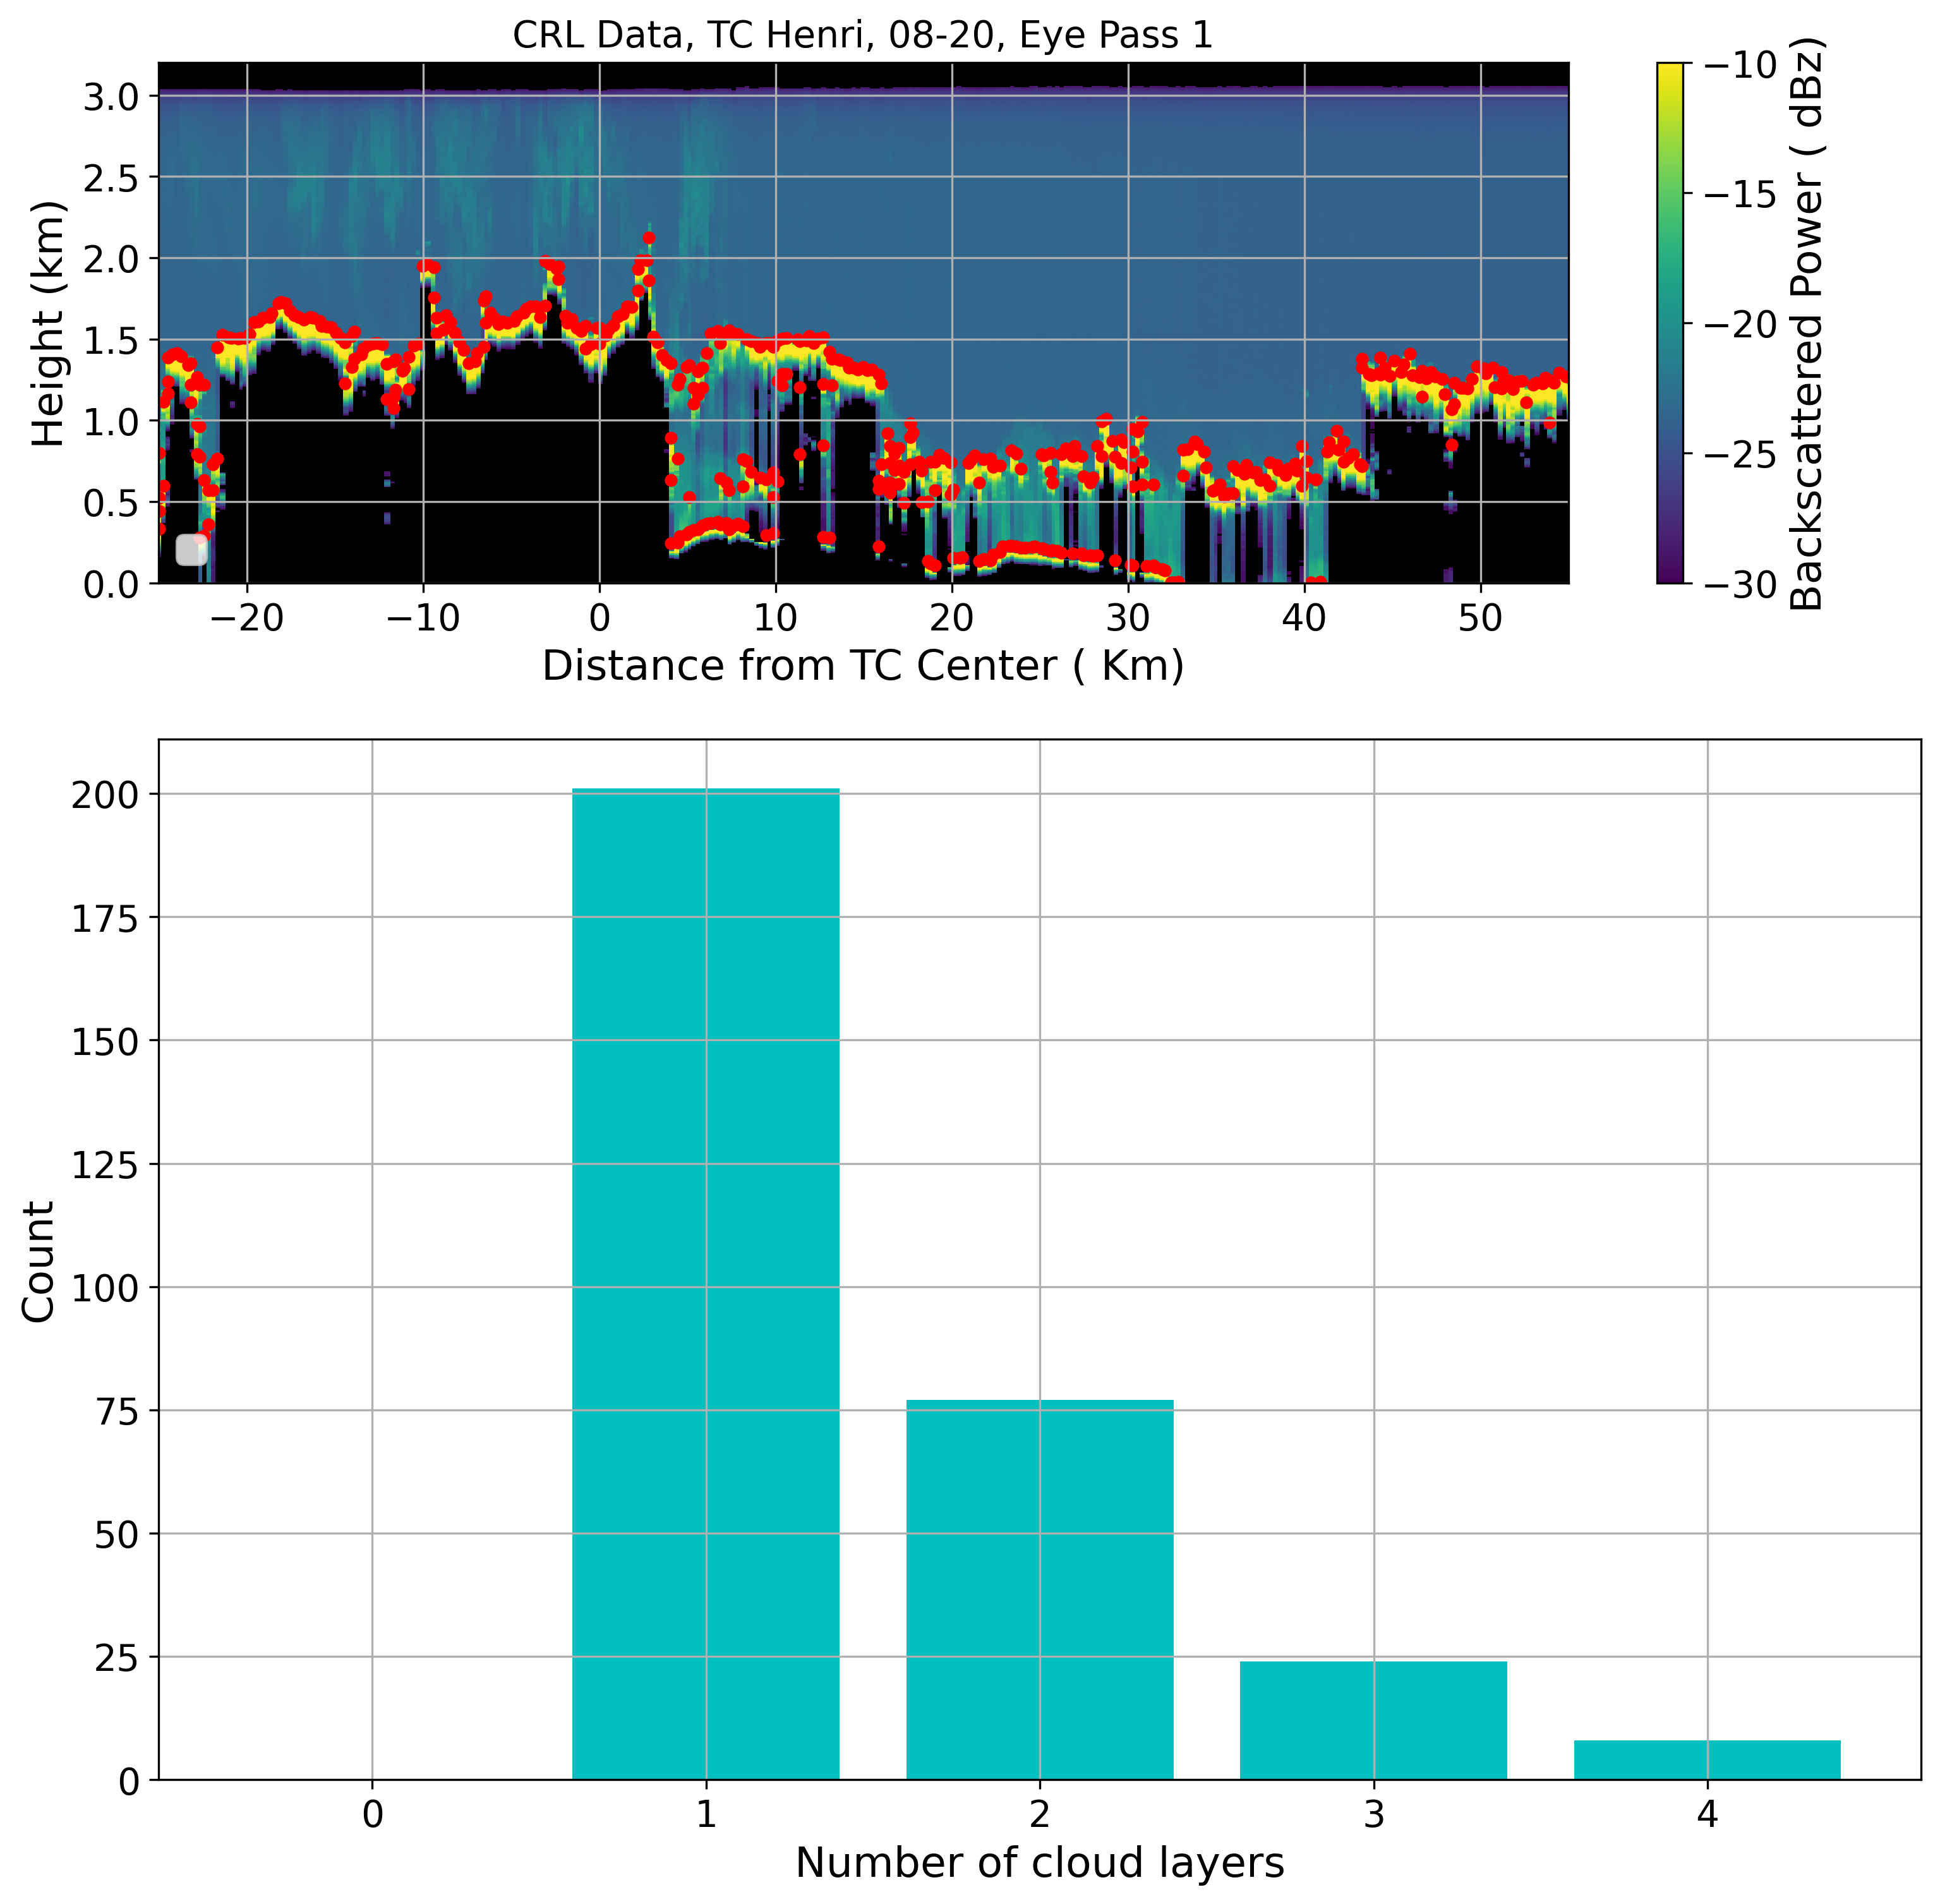 CRL Data, TC Henri, 08-20, Eye Pass 1
Height (km)
3.0
2.5
2.0
1.5
1.0
0.5
0.0
−20 −10 0 10 20 30 40 50
Distance from TC Center ( Km)
−10
−15
−20
−25
−30
Backscattered Power ( dBz)
Count
200
175
150
125
100
75
50
25
0
0 1 2 3 4
Number of cloud layers